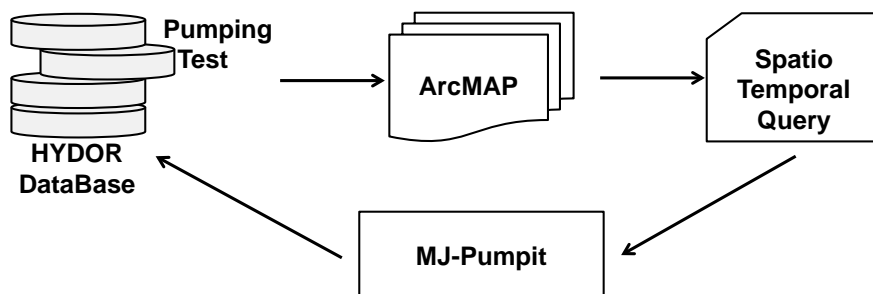 Pumping
Test
HYDOR
DataBase
ArcMAP
Spatio
Temporal
Query
MJ-Pumpit